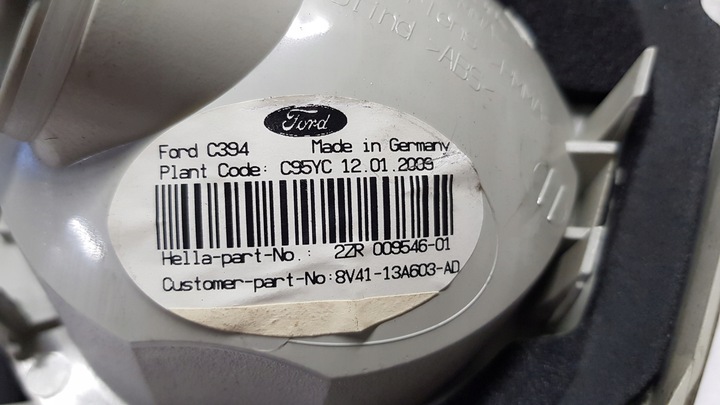 >ABS<
Ford
Ford C394 Made in Germany
Plant Code: C95YC 12.01.2009
Hella-part-No.: 2ZR 009546-01
Customer-part-No:8V41-13A603-AD